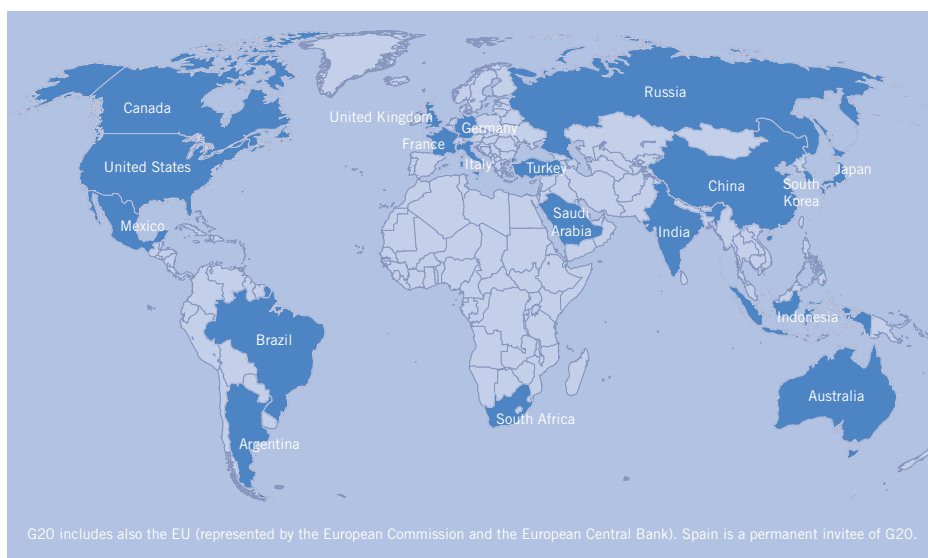 Canada
Russia
United Kingdom
Germany
France
Italy
United States
Turkey
Japan
China
South
Korea
Saudi
Arabia
Mexico
India
Indonesia
Brazil
Australia
South Africa
Argentina
G20 includes also the EU (represented by the European Commission and the European Central Bank). Spain is a permanent invitee of G20.